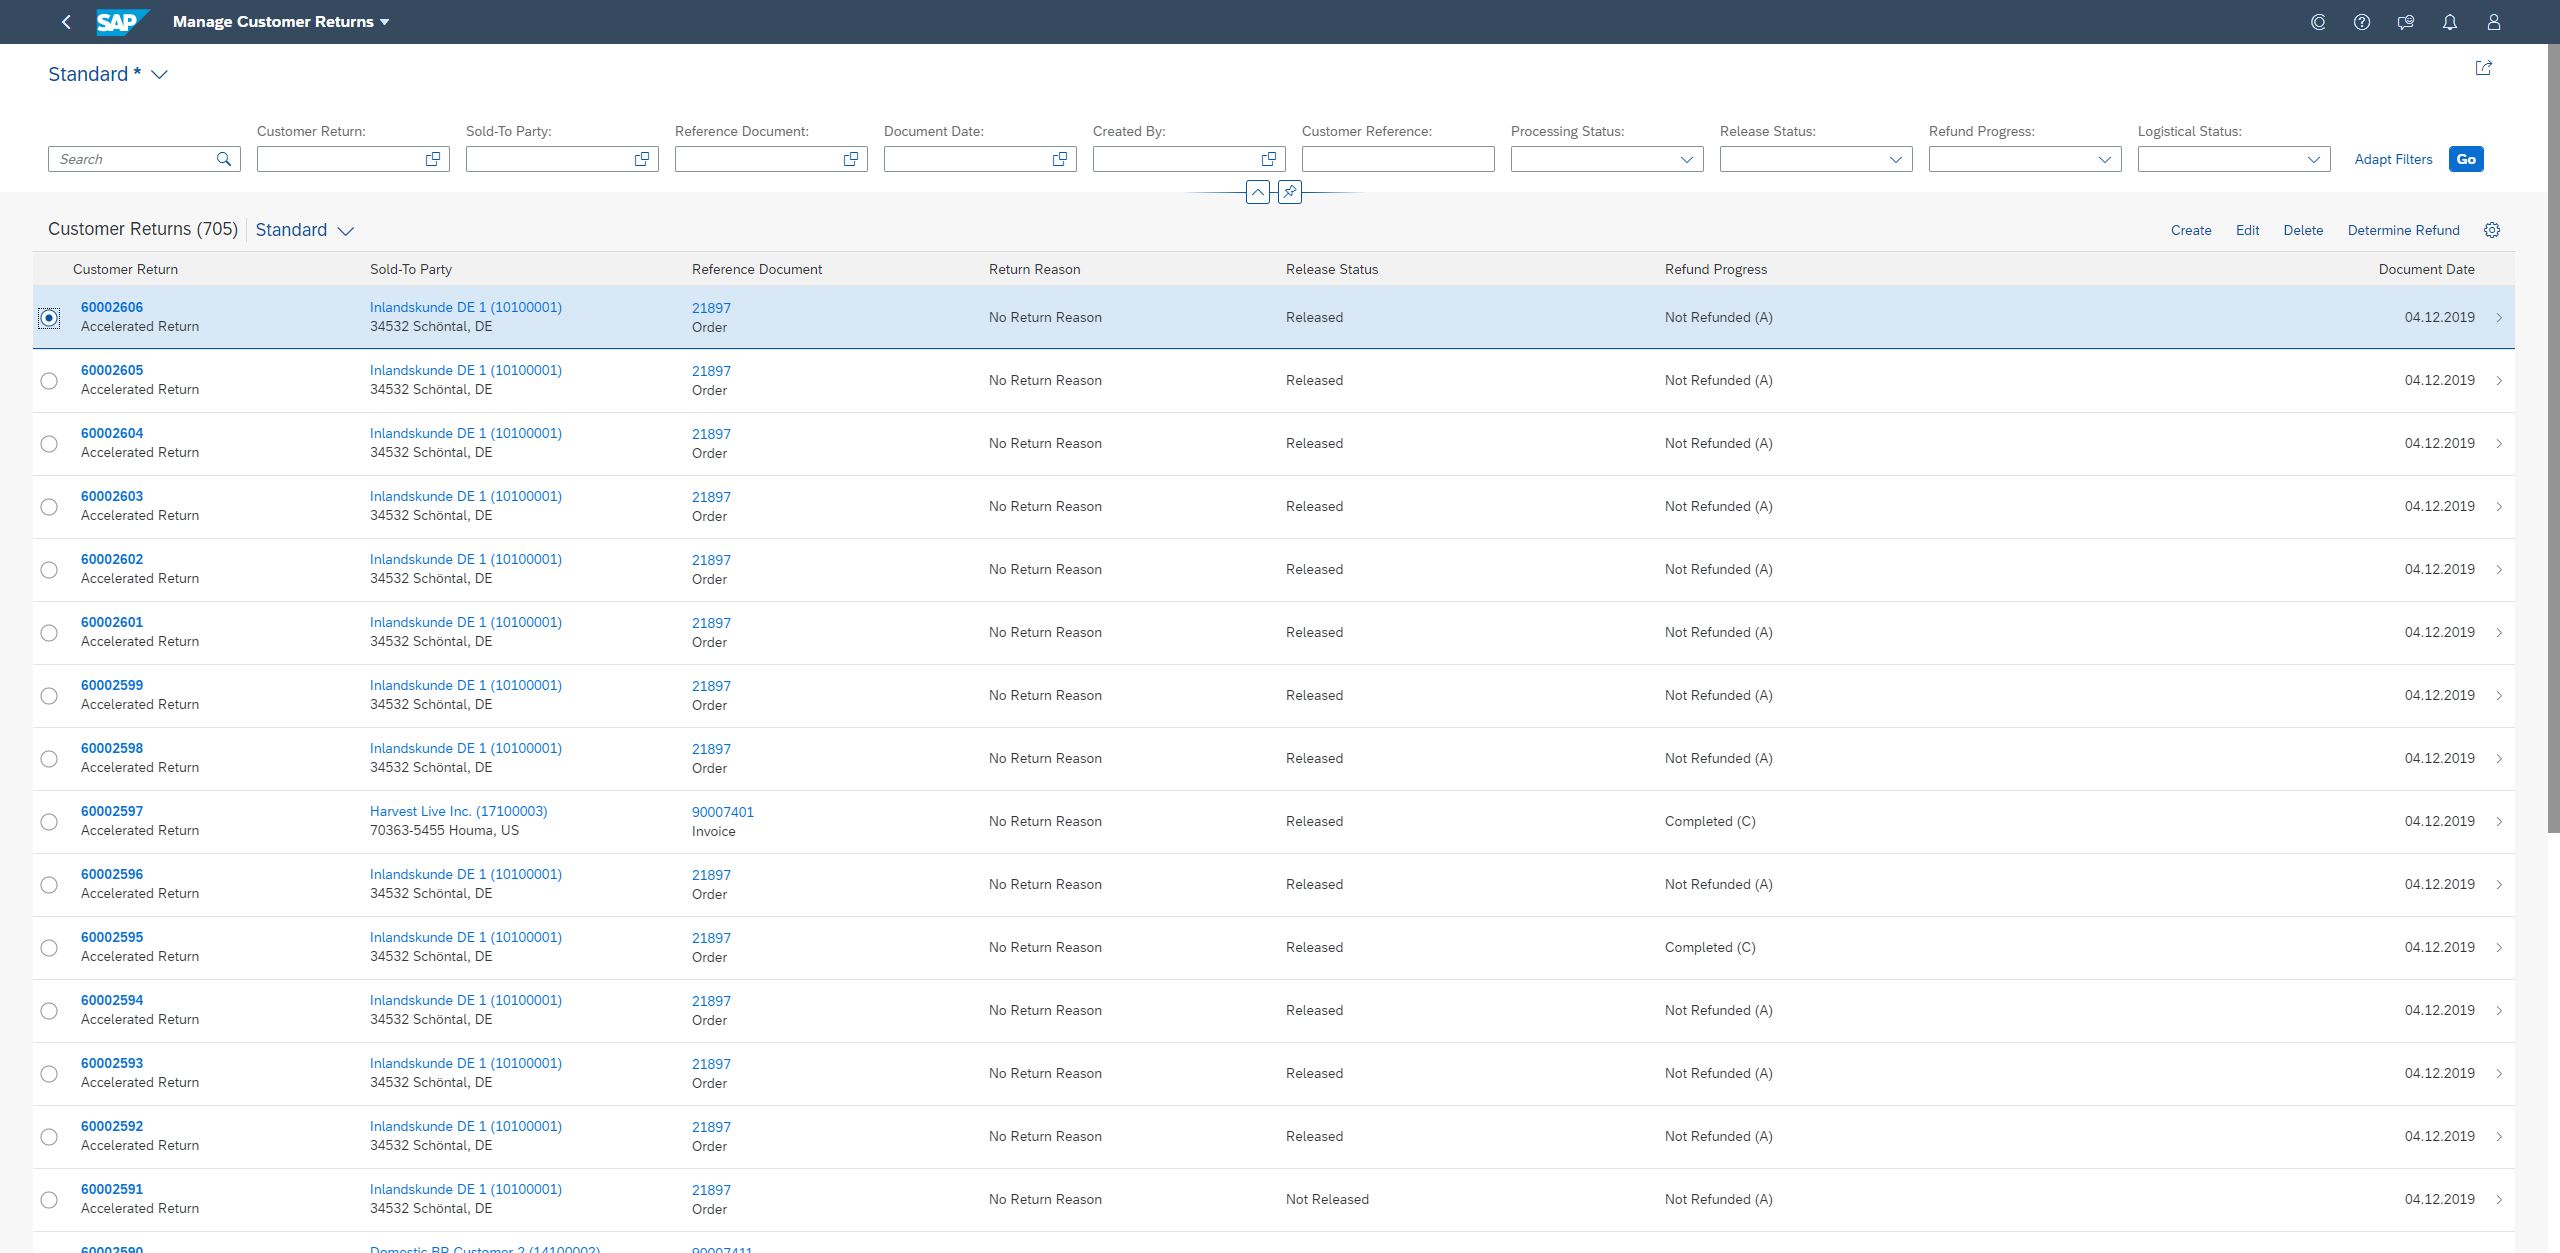 SAP Manage Customer Returns
Standard *
Customer Return: Sold-To Party: Reference Document: Document Date: Created By: Customer Reference: Processing Status: Release Status: Refund Progress: Logistical Status:
Search Adapt Filters Go
Customer Returns (705) Standard Create Edit Delete Determine Refund
Customer Return Sold-To Party Reference Document Return Reason Release Status Refund Progress Document Date
60002606 Inlandskunde DE 1 (10100001) 21897
No Return Reason Released Not Refunded (A) 04.12.2019
Accelerated Return 34532 Schöntal, DE Order
60002605 Inlandskunde DE 1 (10100001) 21897
No Return Reason Released Not Refunded (A) 04.12.2019
Accelerated Return 34532 Schöntal, DE Order
60002604 Inlandskunde DE 1 (10100001) 21897
No Return Reason Released Not Refunded (A) 04.12.2019
Accelerated Return 34532 Schöntal, DE Order
60002603 Inlandskunde DE 1 (10100001) 21897
No Return Reason Released Not Refunded (A) 04.12.2019
Accelerated Return 34532 Schöntal, DE Order
60002602 Inlandskunde DE 1 (10100001) 21897
No Return Reason Released Not Refunded (A) 04.12.2019
Accelerated Return 34532 Schöntal, DE Order
60002601 Inlandskunde DE 1 (10100001) 21897
No Return Reason Released Not Refunded (A) 04.12.2019
Accelerated Return 34532 Schöntal, DE Order
60002599 Inlandskunde DE 1 (10100001) 21897
No Return Reason Released Not Refunded (A) 04.12.2019
Accelerated Return 34532 Schöntal, DE Order
60002598 Inlandskunde DE 1 (10100001) 21897
No Return Reason Released Not Refunded (A) 04.12.2019
Accelerated Return 34532 Schöntal, DE Order
60002597 Harvest Live Inc. (17100003) 90007401
No Return Reason Released Completed (C) 04.12.2019
Accelerated Return 70363-5455 Houma, US Invoice
60002596 Inlandskunde DE 1 (10100001) 21897
No Return Reason Released Not Refunded (A) 04.12.2019
Accelerated Return 34532 Schöntal, DE Order
60002595 Inlandskunde DE 1 (10100001) 21897
No Return Reason Released Completed (C) 04.12.2019
Accelerated Return 34532 Schöntal, DE Order
60002594 Inlandskunde DE 1 (10100001) 21897
No Return Reason Released Not Refunded (A) 04.12.2019
Accelerated Return 34532 Schöntal, DE Order
60002593 Inlandskunde DE 1 (10100001) 21897
No Return Reason Released Not Refunded (A) 04.12.2019
Accelerated Return 34532 Schöntal, DE Order
60002592 Inlandskunde DE 1 (10100001) 21897
No Return Reason Released Not Refunded (A) 04.12.2019
Accelerated Return 34532 Schöntal, DE Order
60002591 Inlandskunde DE 1 (10100001) 21897
No Return Reason Not Released Not Refunded (A) 04.12.2019
Accelerated Return 34532 Schöntal, DE Order
60002590 Domestic BR Customer 2 (14100002) 90007411